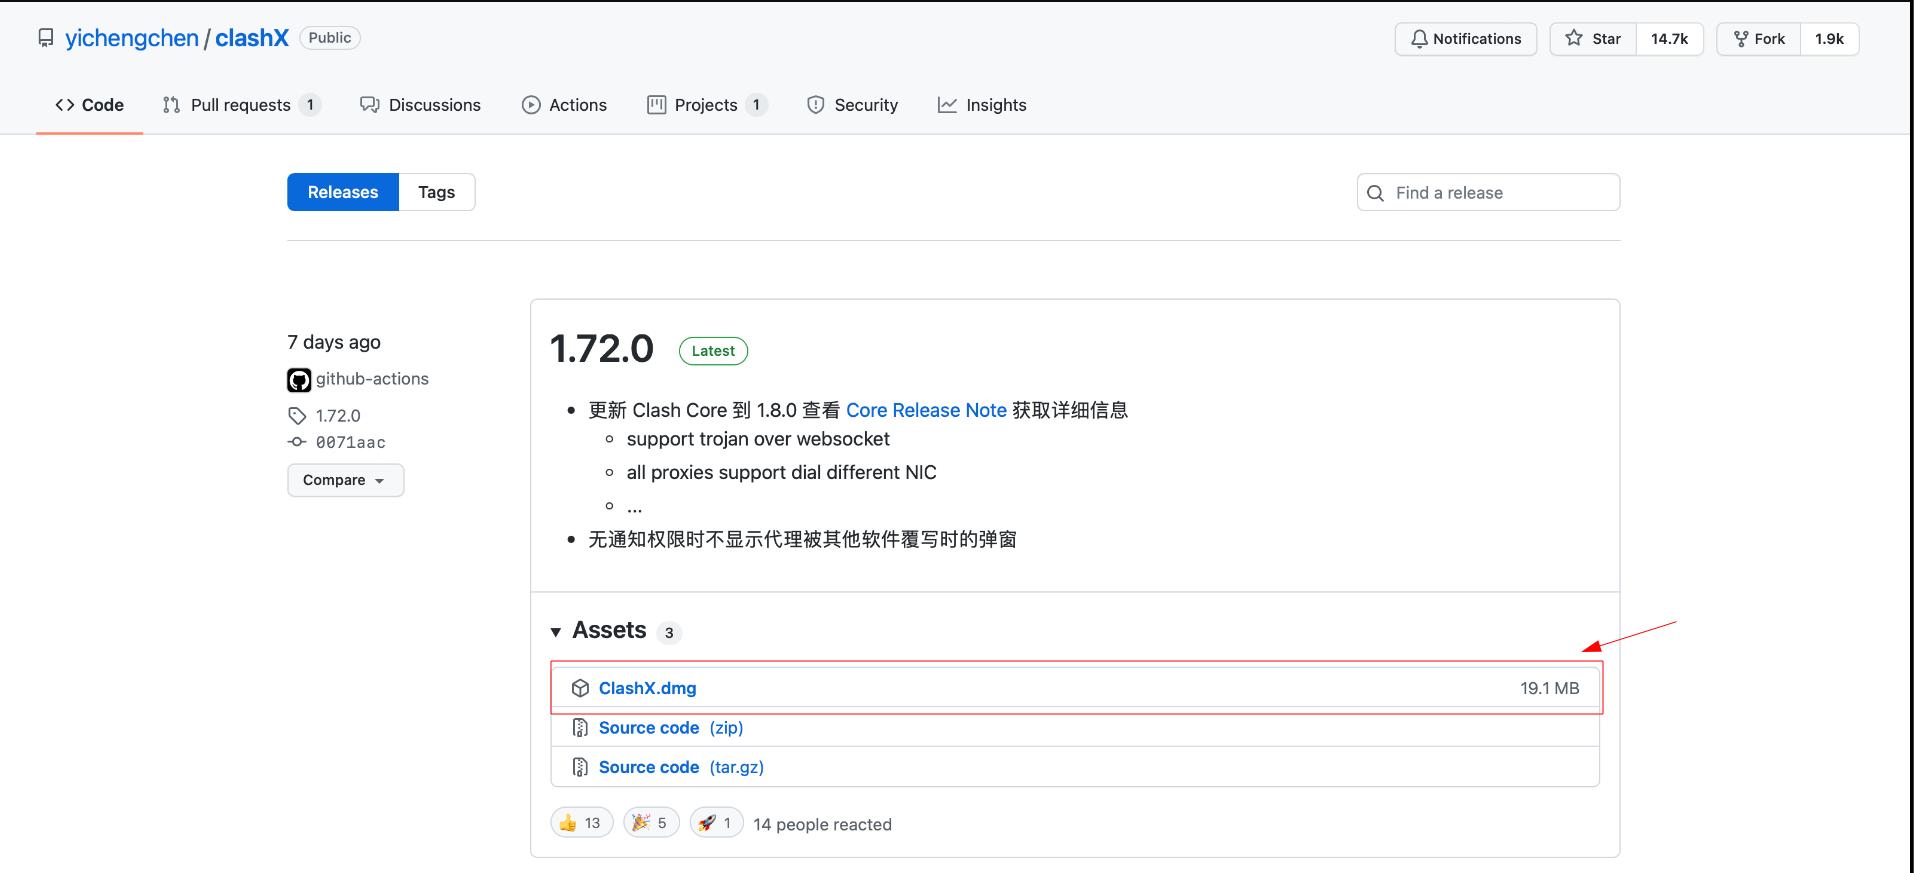 yichengchen / clashX Public
Notifications Star 14.7k Fork 1.9k
Code Pull requests 1 Discussions Actions Projects 1 Security Insights
Releases Tags
Find a release
7 days ago
github-actions
1.72.0
0071aac
Compare
1.72.0 Latest
更新 Clash Core 到 1.8.0 查看 Core Release Note 获取详细信息
support trojan over websocket
all proxies support dial different NIC
...
无通知权限时不显示代理被其他软件覆写时的弹窗
Assets 3
ClashX.dmg 19.1 MB
Source code (zip)
Source code (tar.gz)
👍 13 🎉 5 🚀 1 14 people reacted